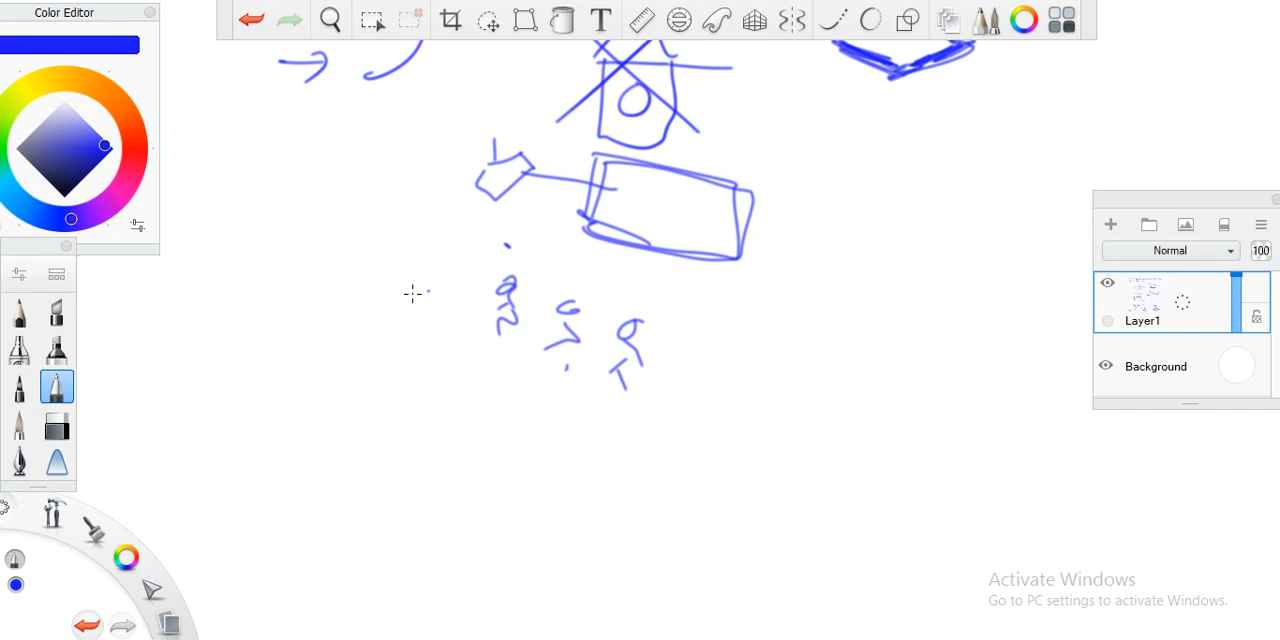 Color Editor
Normal
100
Layer1
Background
Activate Windows
Go to PC settings to activate Windows.